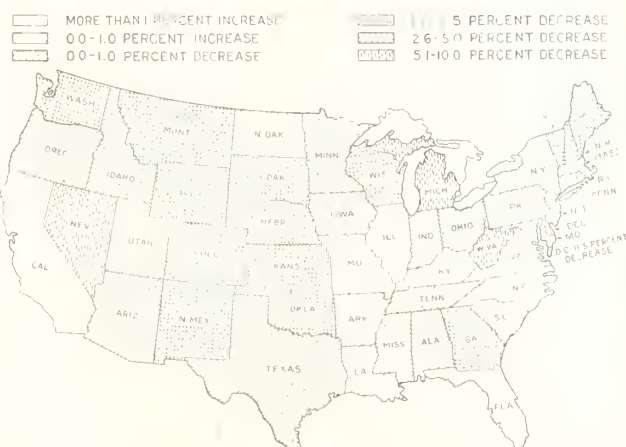 MORE THAN 1 PERCENT INCREASE
0.0-1.0 PERCENT INCREASE
0.0-1.0 PERCENT DECREASE
5 PERCENT DECREASE
2.6-5.0 PERCENT DECREASE
5.1-10.0 PERCENT DECREASE
WASH.
MONT
N.DAK
MINN
OREG
IDAHO
DAK
WIS
MICH
N.Y.
N.H.
MASS
R.I.
CONN
NEV
UTAH
NEBR
IOWA
ILL
IND
OHIO
PA
N.J.
DEL
MD
D.C. 11.5 PERCENT
DECREASE
CAL
KANS
MO
KY
W.VA
N.C.
ARIZ
N.MEX
OKLA
ARK
TENN
S.C.
TEXAS
LA
MISS
ALA
GA
FLA